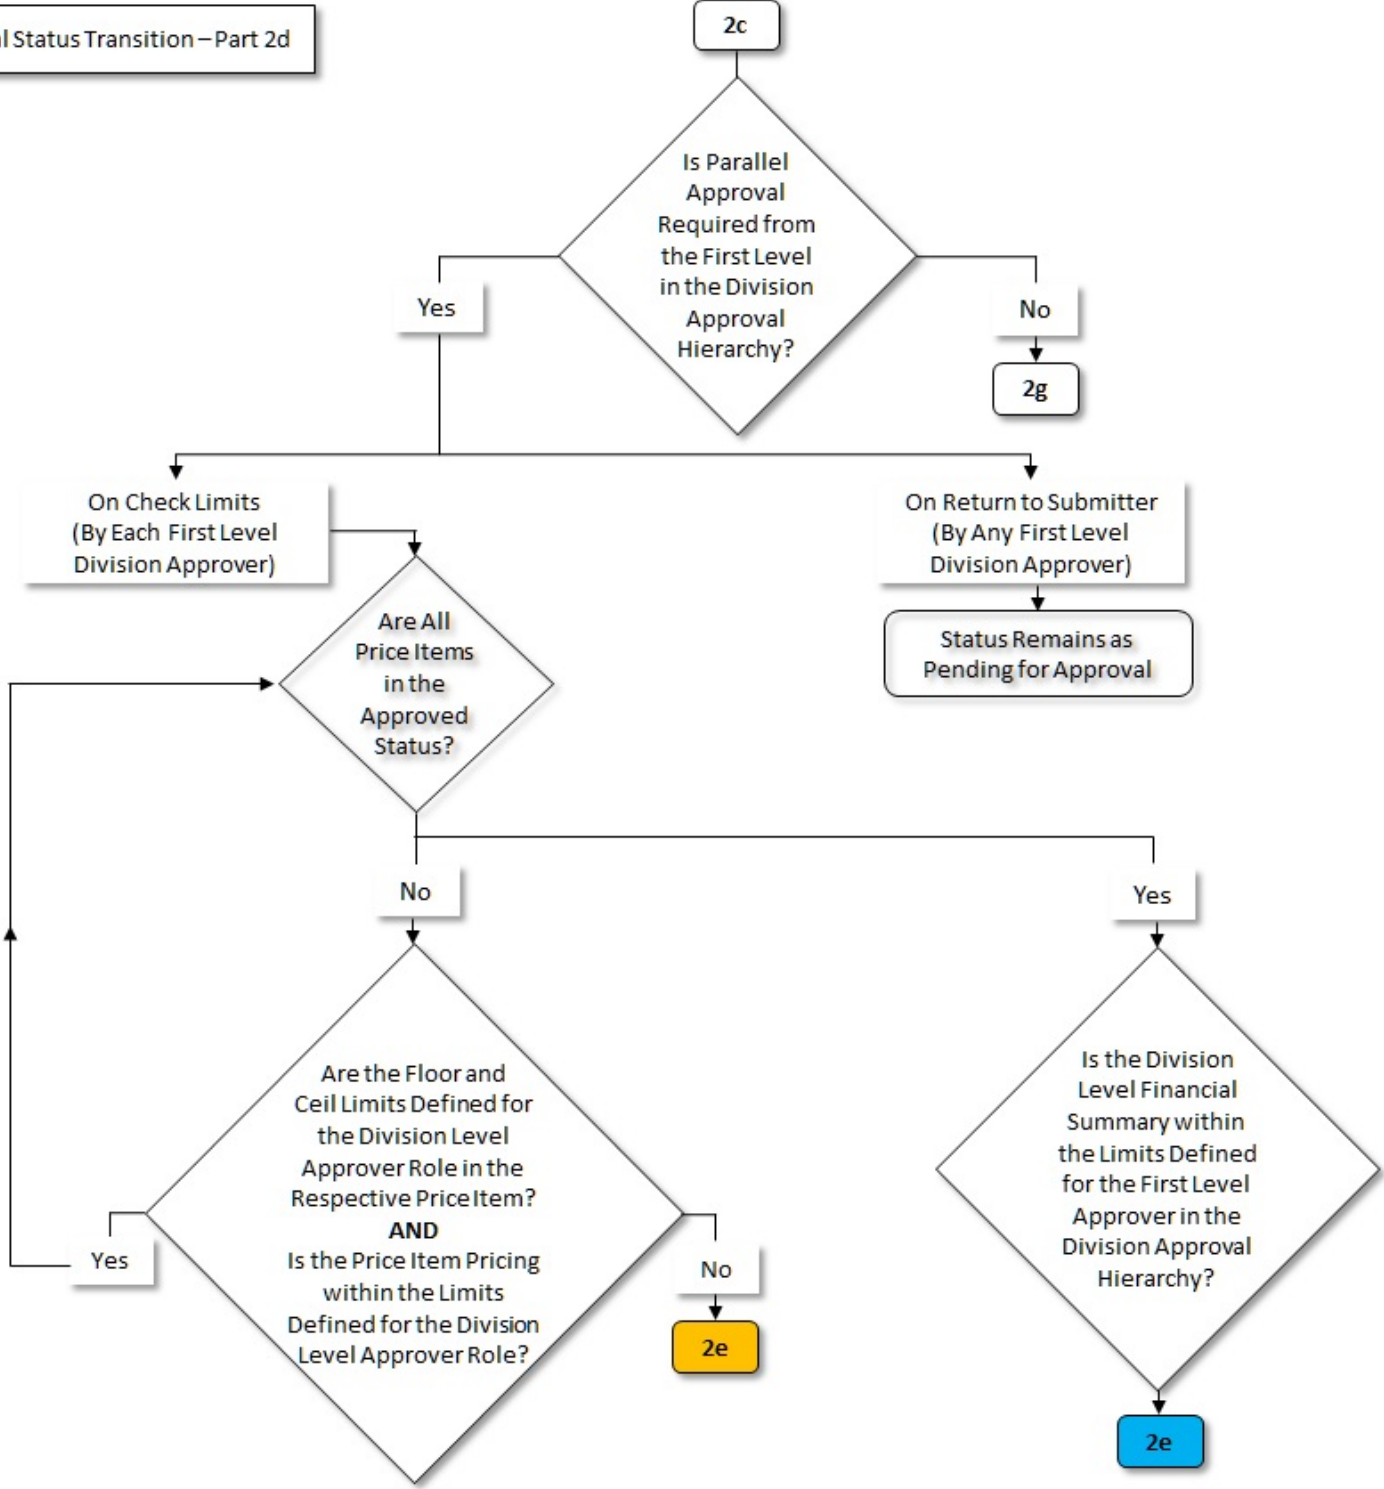 Status Transition – Part 2d
2c
Is Parallel
Approval
Required from
the First Level
in the Division
Approval
Hierarchy?
Yes
No
2g
On Check Limits
(By Each First Level
Division Approver)
On Return to Submitter
(By Any First Level
Division Approver)
Status Remains as
Pending for Approval
Are All
Price Items
in the
Approved
Status?
No
Yes
Are the Floor and
Ceil Limits Defined for
the Division Level
Approver Role in the
Respective Price Item?
AND
Is the Price Item Pricing
within the Limits
Defined for the Division
Level Approver Role?
Yes
No
2e
Is the Division
Level Financial
Summary within
the Limits Defined
for the First Level
Approver in the
Division Approval
Hierarchy?
2e